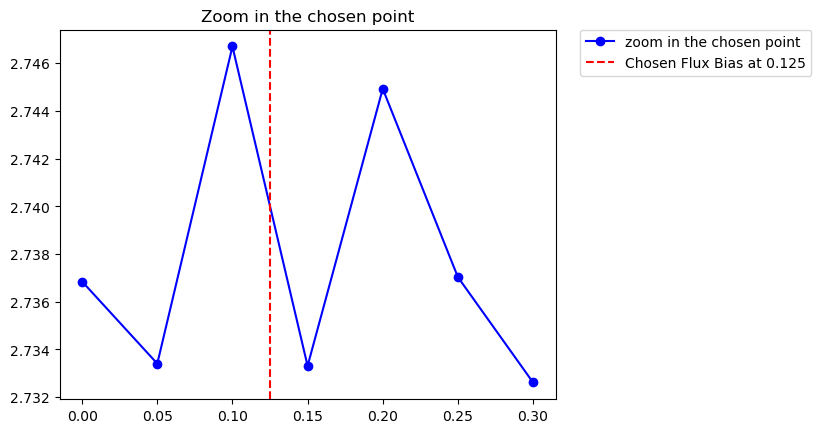 Zoom in the chosen point
zoom in the chosen point
Chosen Flux Bias at 0.125
2.746
2.744
2.742
2.740
2.738
2.736
2.734
2.732
0.00 0.05 0.10 0.15 0.20 0.25 0.30